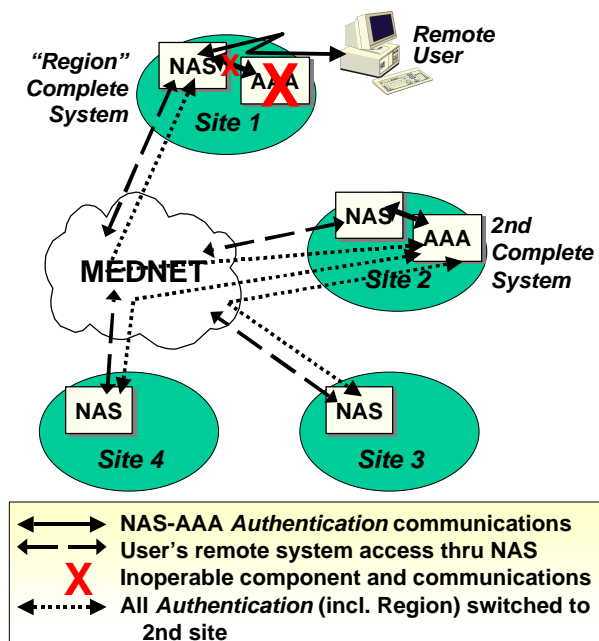 Remote
User
“Region”
Complete
System
NAS
X
AAA
X
Site 1
NAS
AAA
2nd
Complete
System
Site 2
MEDNET
NAS
Site 4
NAS
Site 3
NAS-AAA Authentication communications
User's remote system access thru NAS
X Inoperable component and communications
All Authentication (incl. Region) switched to
2nd site